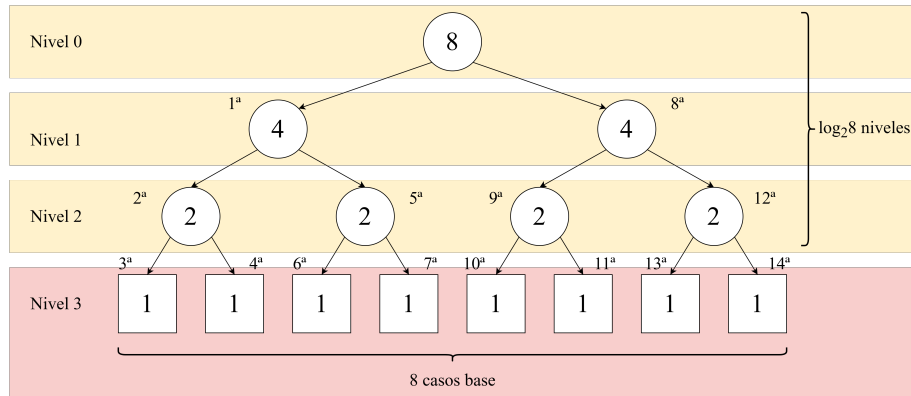 Nivel 0
8
1ª
8ª
Nivel 1
4
4
log₂8 niveles
2ª
5ª
9ª
12ª
Nivel 2
2
2
2
2
3ª
4ª
6ª
7ª
10ª
11ª
13ª
14ª
Nivel 3
1
1
1
1
1
1
1
1
8 casos base